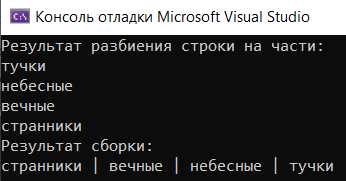 Консоль отладки Microsoft Visual Studio
Результат разбиения строки на части:
тучки
небесные
вечные
странники
Результат сборки:
странники | вечные | небесные | тучки